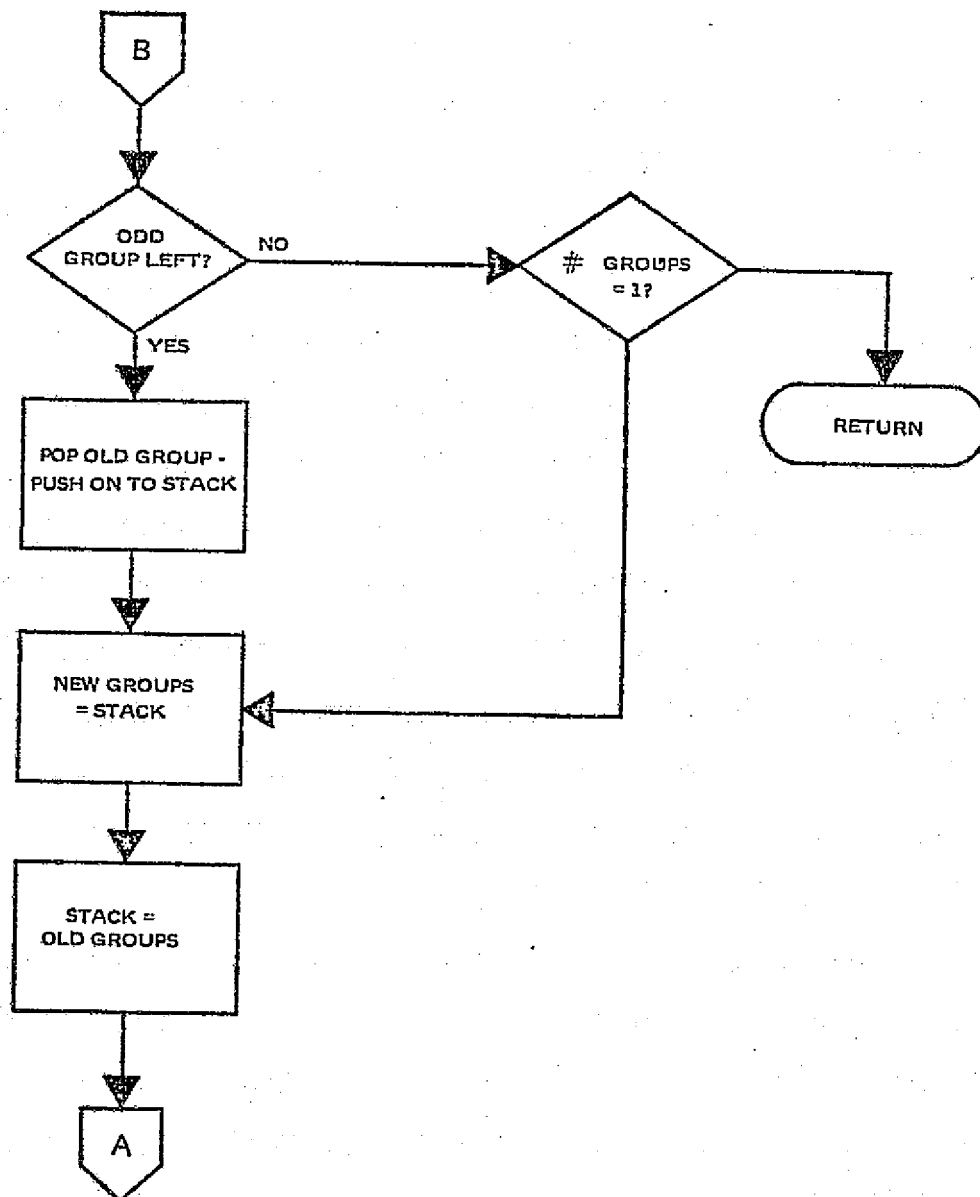 B
ODD
GROUP LEFT?
NO
# GROUPS
= 1?
YES
RETURN
POP OLD GROUP -
PUSH ON TO STACK
NEW GROUPS
= STACK
STACK =
OLD GROUPS
A